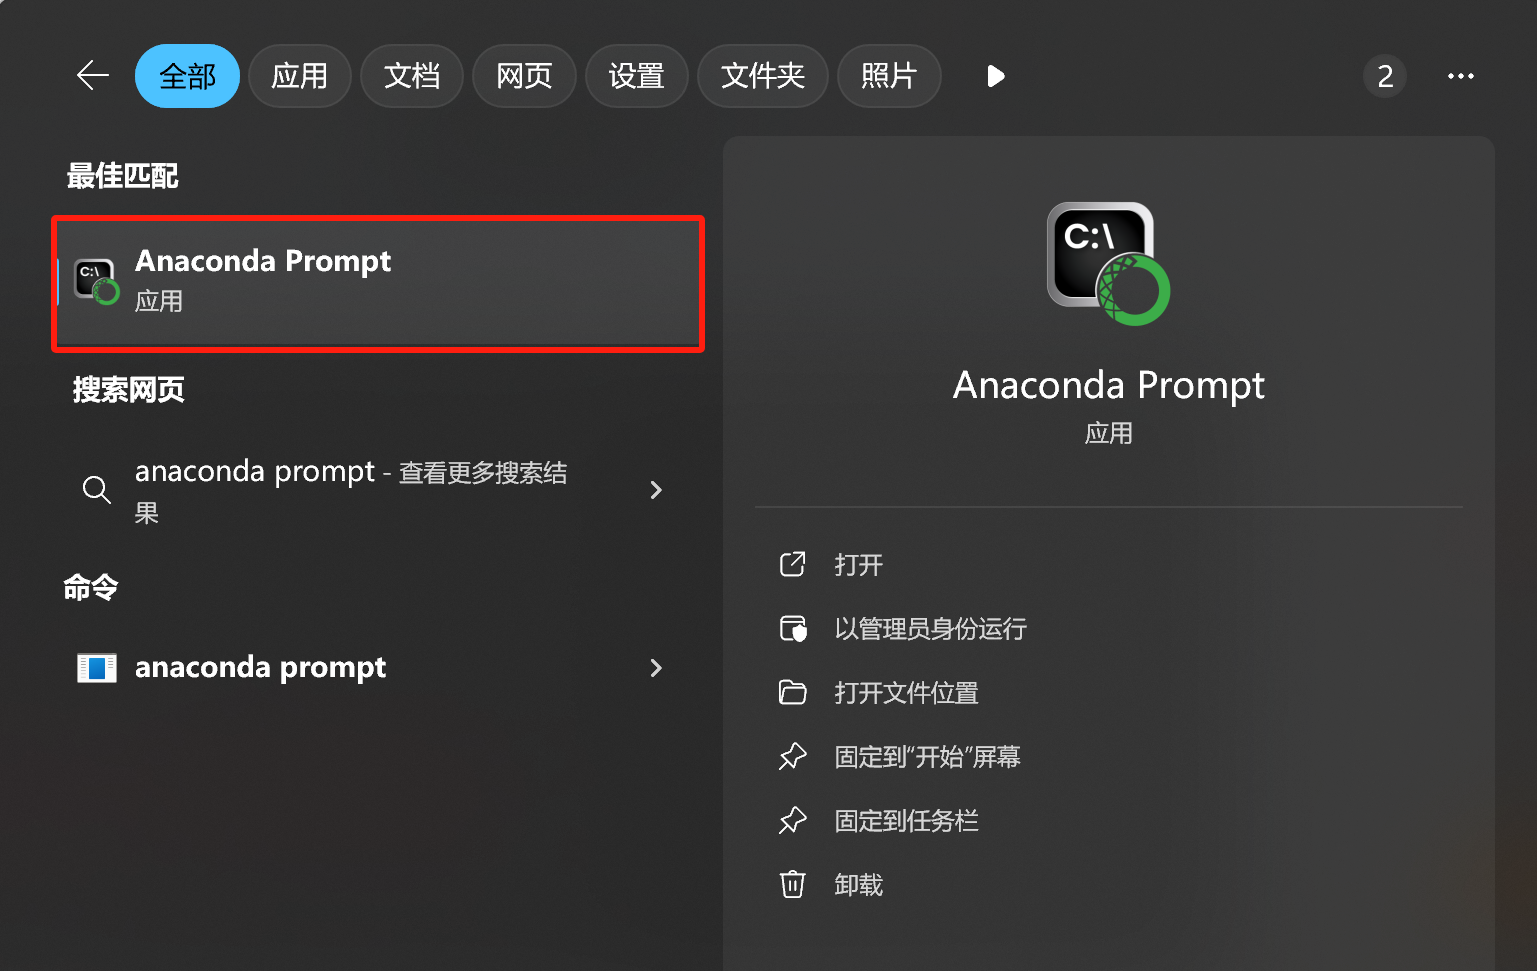 全部
应用
文档
网页
设置
文件夹
照片
2
最佳匹配
C:\
Anaconda Prompt
应用
搜索网页
anaconda prompt - 查看更多搜索结
果
命令
anaconda prompt
C:\
Anaconda Prompt
应用
打开
以管理员身份运行
打开文件位置
固定到“开始”屏幕
固定到任务栏
卸载